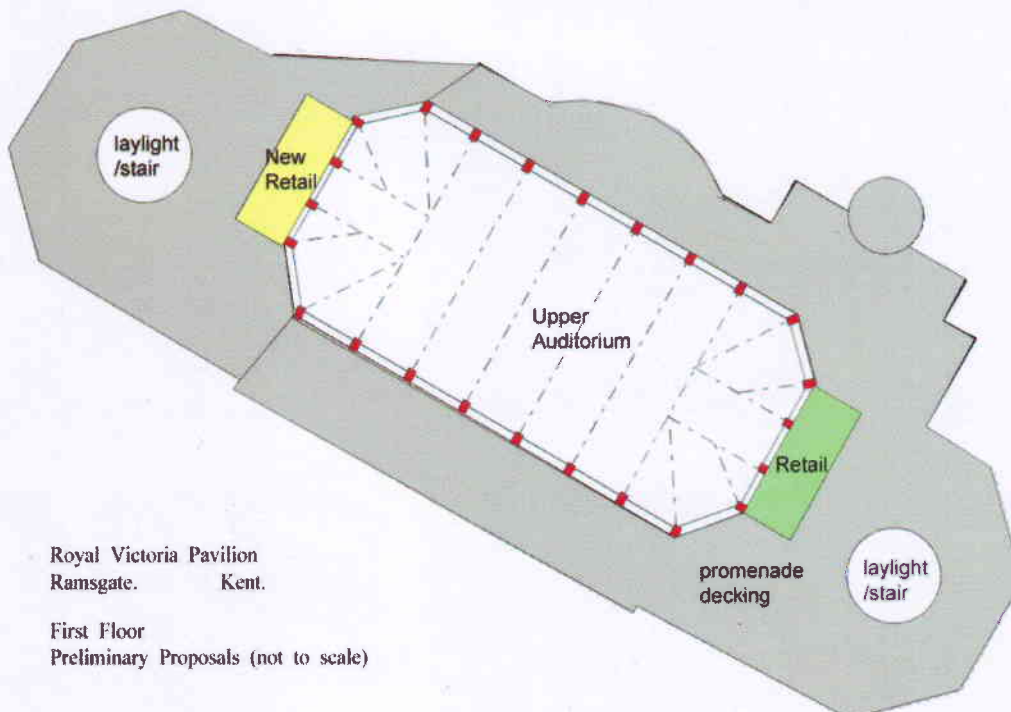 laylight
/stair
New
Retail
Upper
Auditorium
Retail
promenade
decking
laylight
/stair
Royal Victoria Pavilion
Ramsgate. Kent.
First Floor
Preliminary Proposals (not to scale)